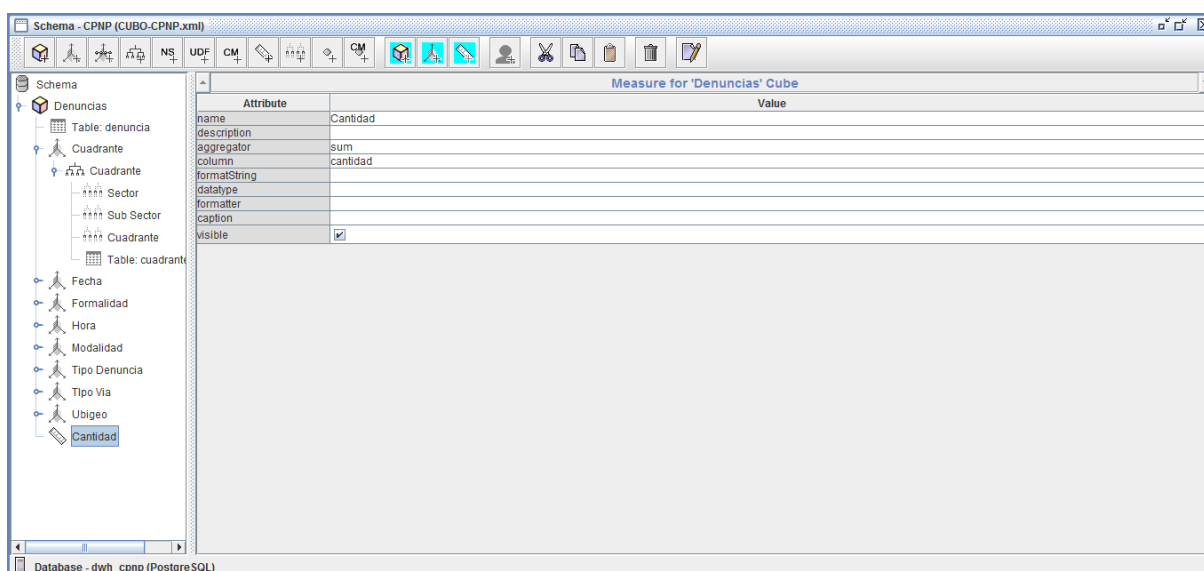 Schema - CPNP (CUBO-CPNP.xml)
NS UDF CM CM
Schema
Denuncias
Table: denuncia
Cuadrante
Cuadrante
Sector
Sub Sector
Cuadrante
Table: cuadrante
Fecha
Formalidad
Hora
Modalidad
Tipo Denuncia
TIpo Via
Ubigeo
Cantidad
Measure for 'Denuncias' Cube
Attribute Value
name Cantidad
description
aggregator sum
column cantidad
formatString
datatype
formatter
caption
visible
Database - dwh_cpnp (PostgreSQL)